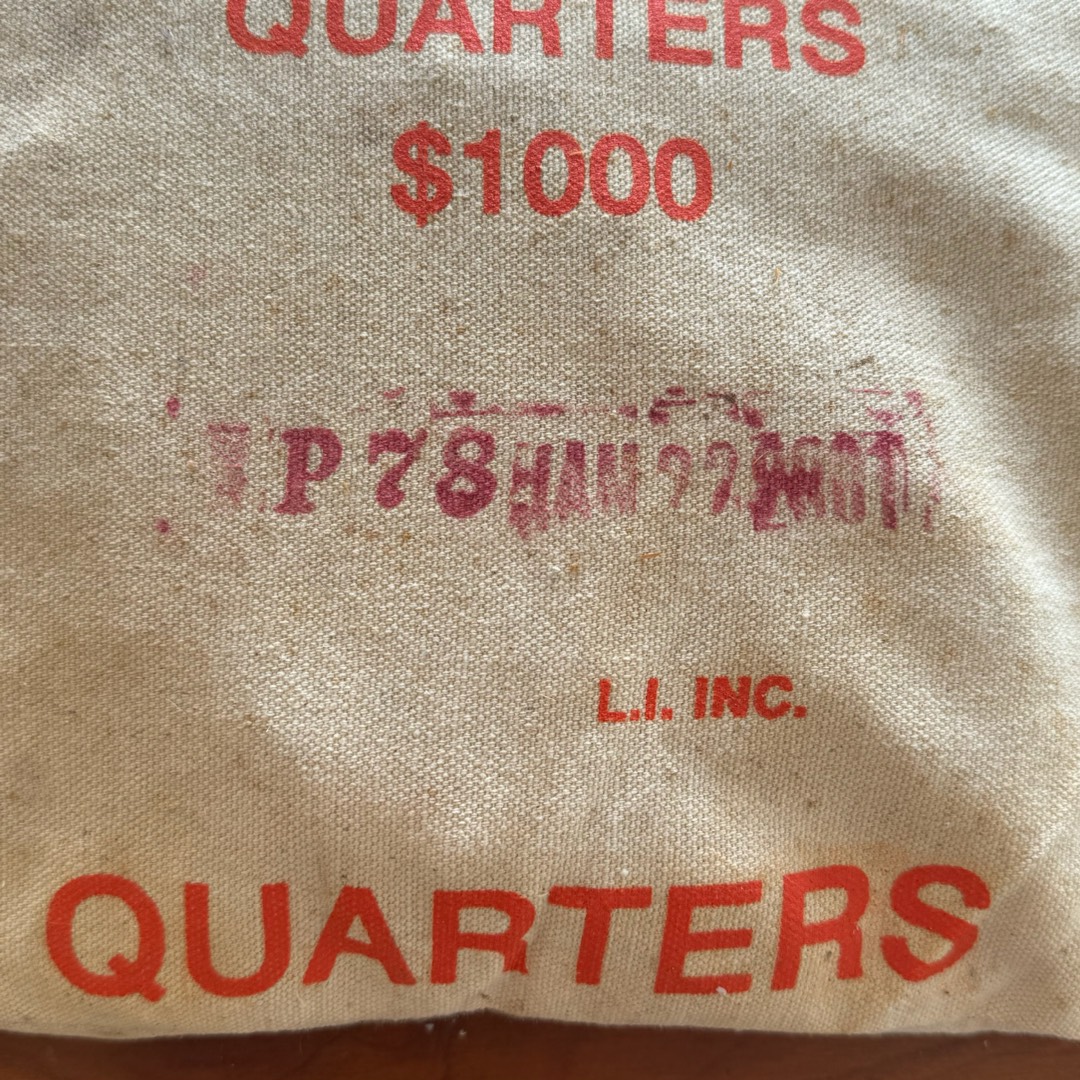 QUARTERS
$1000
P 78
L.I. INC.
QUARTERS